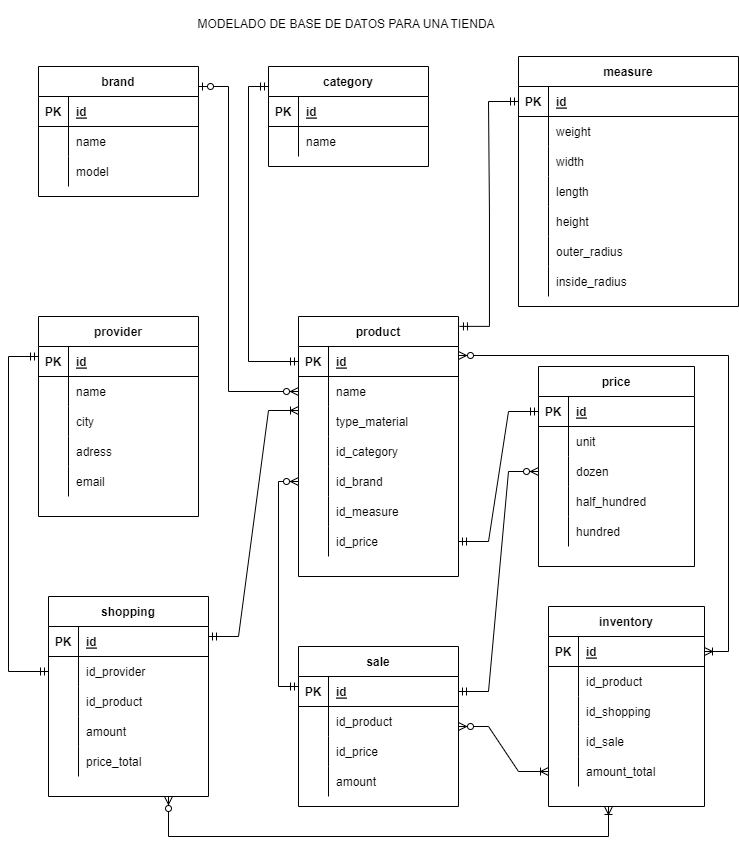 MODELADO DE BASE DE DATOS PARA UNA TIENDA
brand
PK id
name
model
category
PK id
name
measure
PK id
weight
width
length
height
outer_radius
inside_radius
provider
PK id
name
city
adress
email
product
PK id
name
type_material
id_category
id_brand
id_measure
id_price
price
PK id
unit
dozen
half_hundred
hundred
shopping
PK id
id_provider
id_product
amount
price_total
sale
PK id
id_product
id_price
amount
inventory
PK id
id_product
id_shopping
id_sale
amount_total